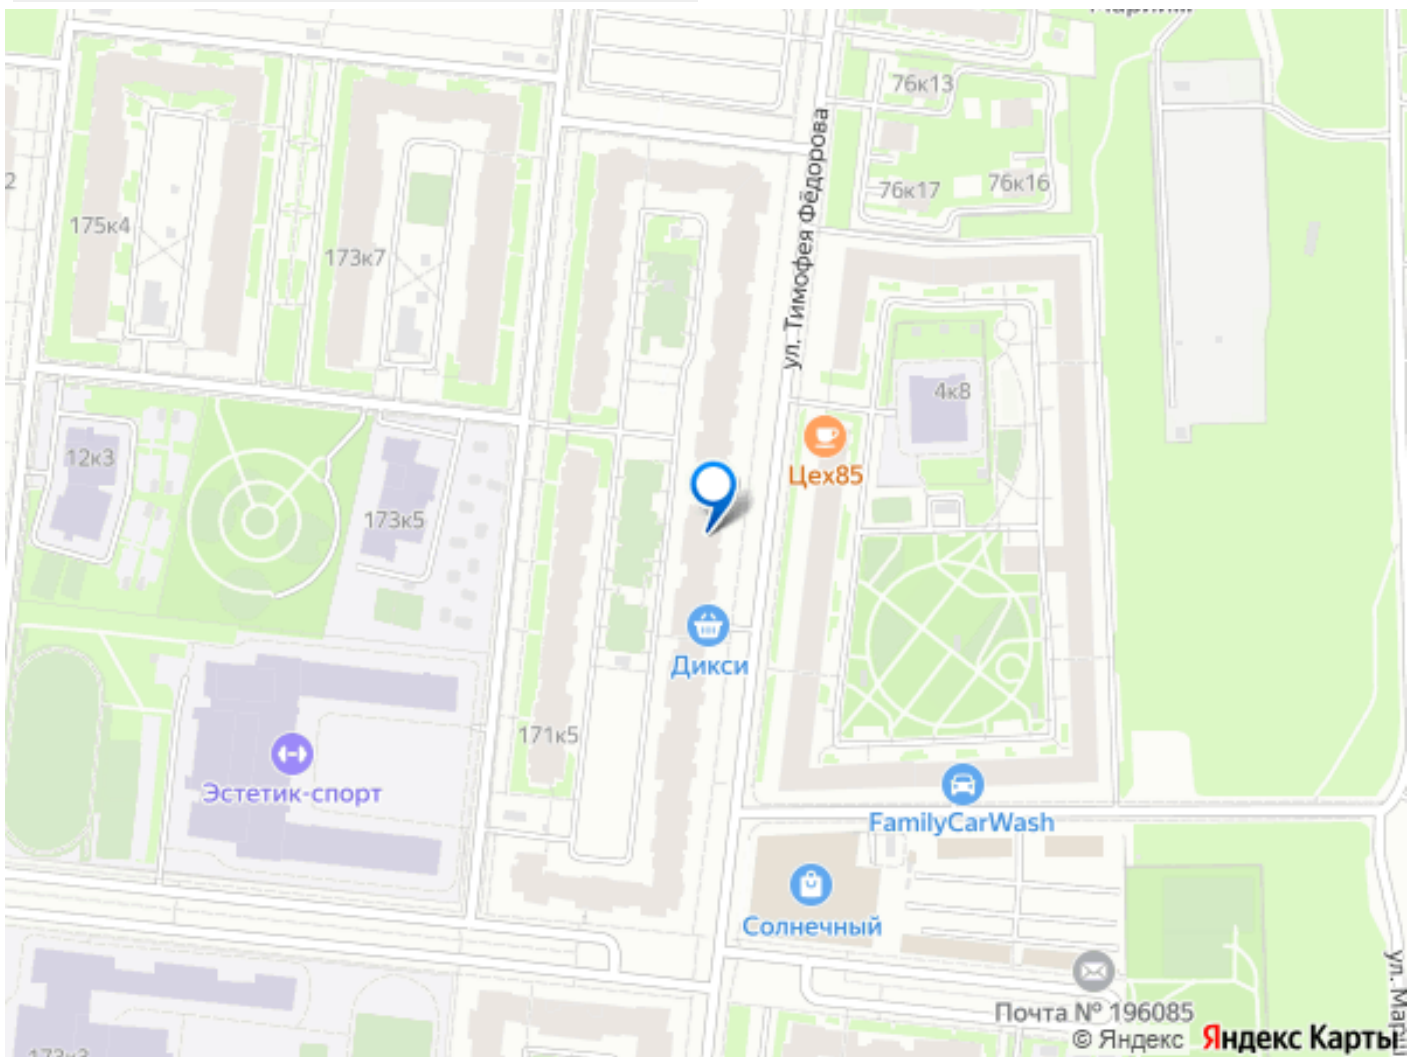 76к13
ул. Тимофея Фёдорова
76к17
76к16
2
175к4
173к7
4к8
Цех85
12к3
173к5
Дикси
171к5
Эстетик-спорт
FamilyCarWash
Солнечный
Почта № 196085
© Яндекс Яндекс Карты